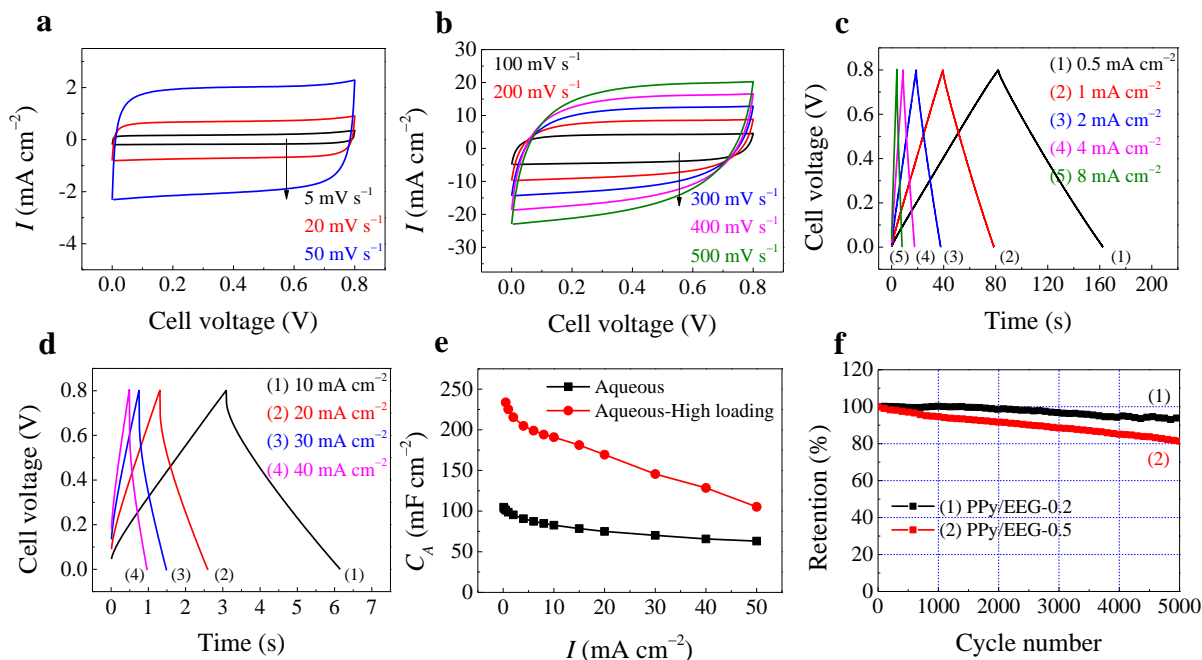 a
I (mA cm⁻²)
2
0
-2
-4
5 mV s⁻¹
20 mV s⁻¹
50 mV s⁻¹
0.0 0.2 0.4 0.6 0.8
Cell voltage (V)
b
I (mA cm⁻²)
30
20
10
0
-10
-20
-30
100 mV s⁻¹
200 mV s⁻¹
300 mV s⁻¹
400 mV s⁻¹
500 mV s⁻¹
0.0 0.2 0.4 0.6 0.8
Cell voltage (V)
c
Cell voltage (V)
0.8
0.6
0.4
0.2
0.0
(1) 0.5 mA cm⁻²
(2) 1 mA cm⁻²
(3) 2 mA cm⁻²
(4) 4 mA cm⁻²
(5) 8 mA cm⁻²
(5) (4) (3) (2) (1)
0 40 80 120 160 200
Time (s)
d
Cell voltage (V)
0.8
0.6
0.4
0.2
0.0
(1) 10 mA cm⁻²
(2) 20 mA cm⁻²
(3) 30 mA cm⁻²
(4) 40 mA cm⁻²
(4) (3) (2) (1)
0 1 2 3 4 5 6 7
Time (s)
e
C_A (mF cm⁻²)
250
200
150
100
50
0
Aqueous
Aqueous-High loading
0 10 20 30 40 50
I (mA cm⁻²)
f
Retention (%)
120
100
80
60
40
20
0
(1)
(2)
(1) PPy/EEG-0.2
(2) PPy/EEG-0.5
0 1000 2000 3000 4000 5000
Cycle number